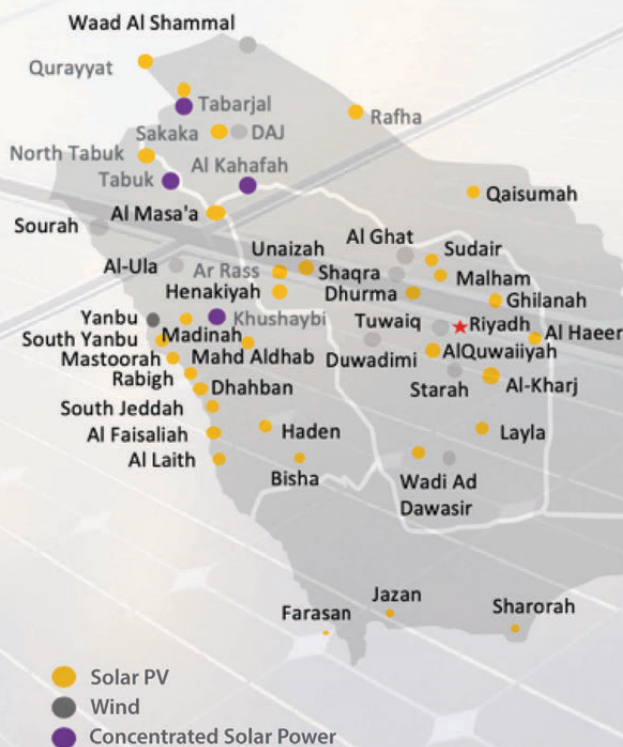 Waad Al Shammal
Qurayyat
Tabarjal
Rafha
Sakaka
DAJ
North Tabuk
Al Kahafah
Tabuk
Qaisumah
Al Masa'a
Sourah
Al Ghat
Unaizah
Sudair
Al-Ula
Ar Rass
Shaqra
Malham
Henakiyah
Dhurma
Ghilanah
Yanbu
Khushaybi
Tuwaiq
Riyadh
Al Haeer
South Yanbu
Madinah
Mastoorah
Mahd Aldhab
Duwadimi
AlQuwaiiyah
Rabigh
Starah
Al-Kharj
Dhahban
South Jeddah
Al Faisaliah
Haden
Layla
Al Laith
Bisha
Wadi Ad
Dawasir
Jazan
Farasan
Sharorah
Solar PV
Wind
Concentrated Solar Power